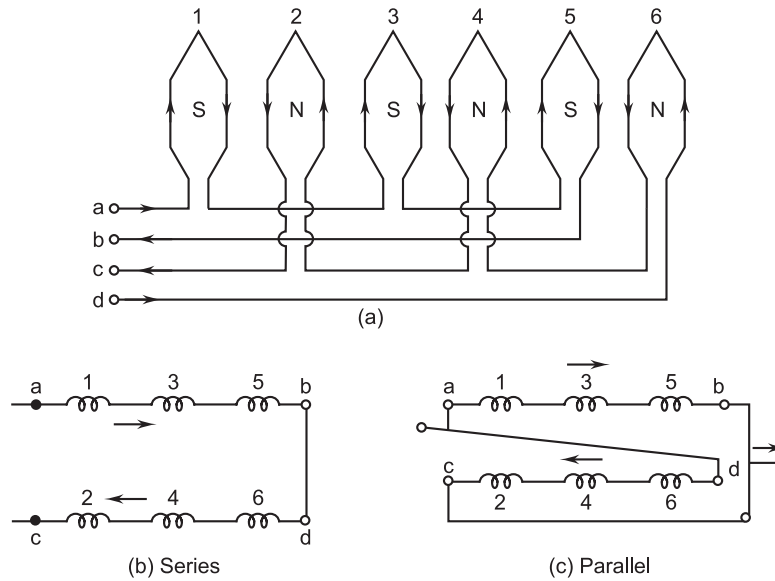 1 2 3 4 5 6
S N S N S N
a
b
c
d
(a)
a 1 3 5 b
2 4 6
c d
(b) Series
a 1 3 5 b
c d
2 4 6
(c) Parallel